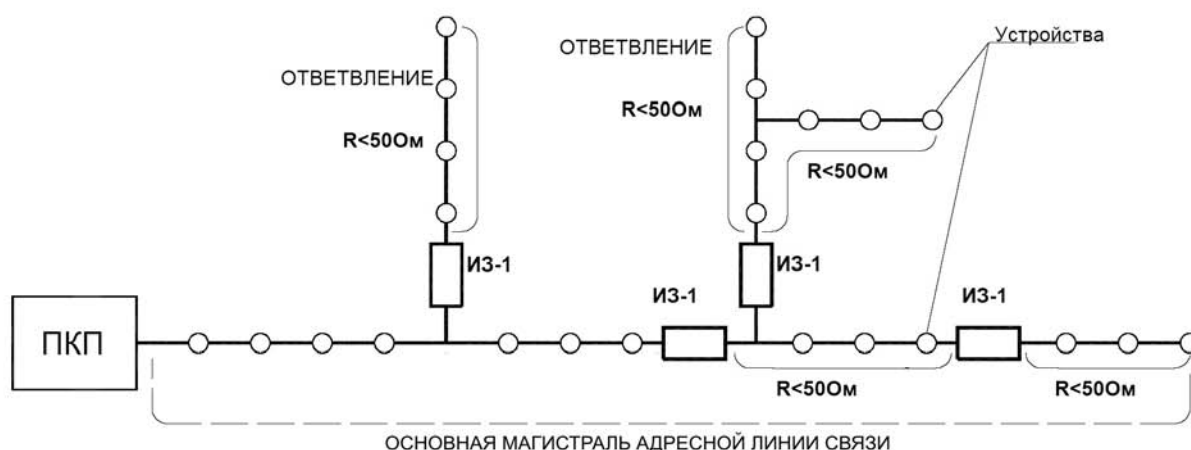 ОТВЕТВЛЕНИЕ
ОТВЕТВЛЕНИЕ
Устройства
R<50Ом
R<50Ом
R<50Ом
ИЗ-1
ИЗ-1
ИЗ-1
ИЗ-1
ПКП
R<50Ом
R<50Ом
ОСНОВНАЯ МАГИСТРАЛЬ АДРЕСНОЙ ЛИНИИ СВЯЗИ